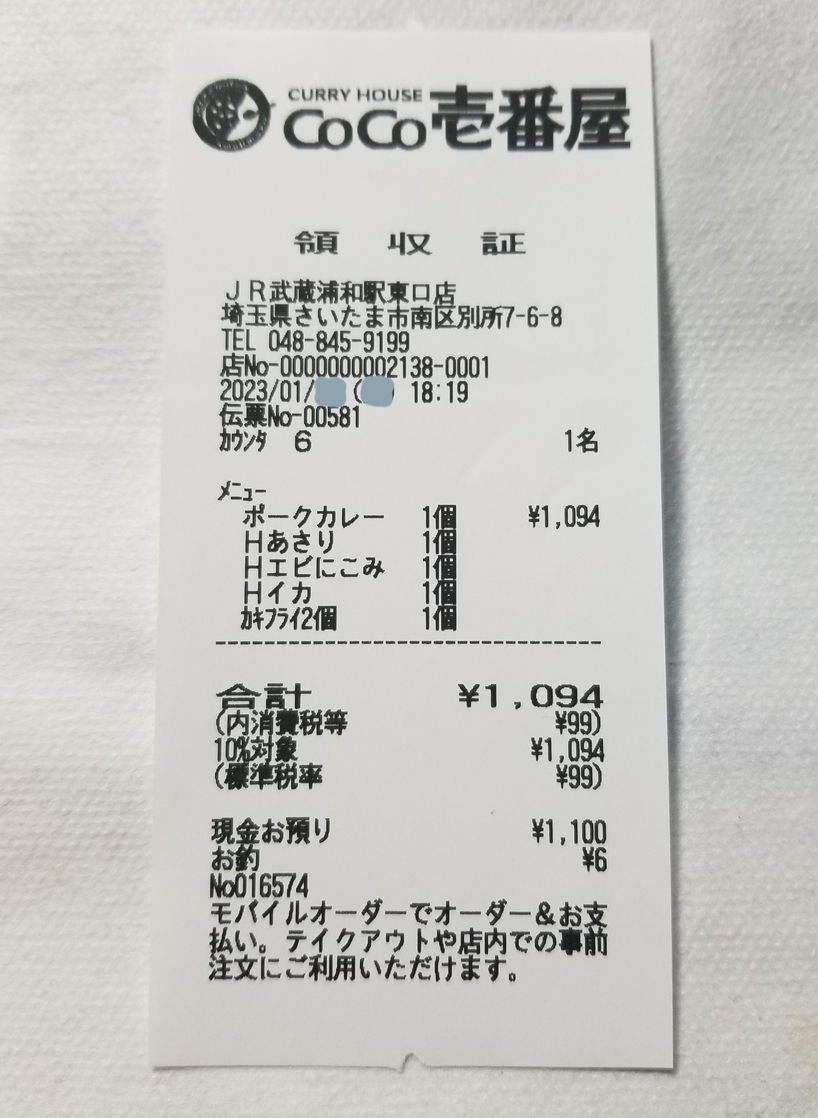 CURRY HOUSE
CoCo壱番屋
領収証
JR武蔵浦和駅東口店
埼玉県さいたま市南区別所7-6-8
TEL 048-845-9199
店No-0000000002138-0001
2023/01/ ( ) 18:19
伝票No-00581
ｶｳﾝﾀ 6 1名
ﾒﾆｭｰ
ポークカレー 1個 ¥1,094
Hあさり 1個
Hエビにこみ 1個
Hイカ 1個
ｶｷﾌﾗｲ2個 1個
合計 ¥1,094
(内消費税等 ¥99)
10%対象 ¥1,094
(標準税率 ¥99)
現金お預り ¥1,100
お釣 ¥6
No016574
モバイルオーダーでオーダー&お支
払い。テイクアウトや店内での事前
注文にご利用いただけます。